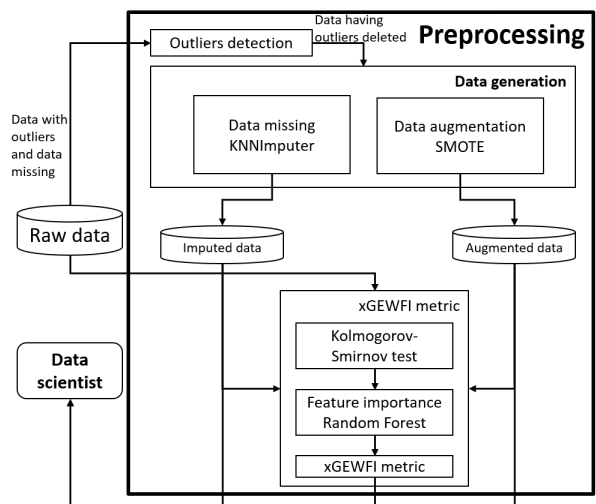 Preprocessing
Outliers detection
Data having
outliers deleted
Data generation
Data missing
KNNImputer
Data augmentation
SMOTE
Data with
outliers
and data
missing
Raw data
Imputed data
Augmented data
xGEWFI metric
Kolmogorov-
Smirnov test
Feature importance
Random Forest
xGEWFI metric
Data
scientist